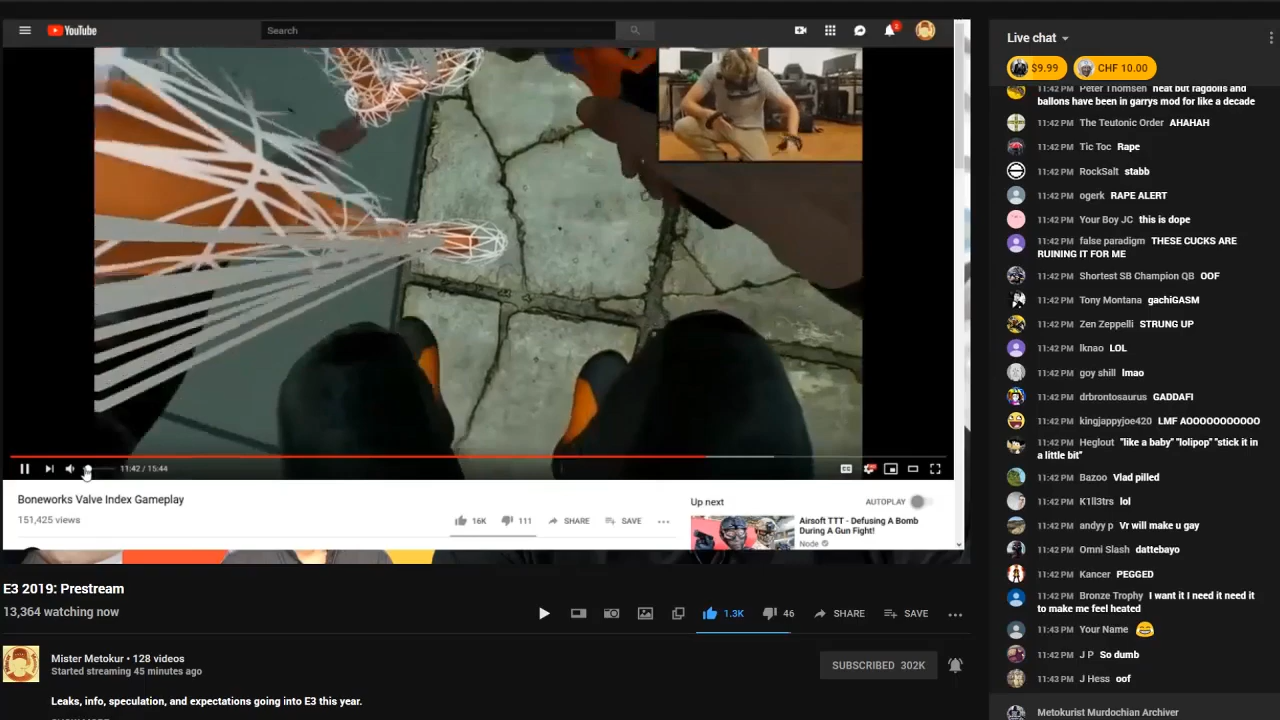 YouTube
Search
2
11:42 / 15:44
CC
Boneworks Valve Index Gameplay
151,425 views
16K
111
SHARE
SAVE
Up next
AUTOPLAY
Airsoft TTT - Defusing A Bomb
During A Gun Fight!
Node
E3 2019: Prestream
13,364 watching now
1.3K
46
SHARE
SAVE
Mister Metokur • 128 videos
Started streaming 45 minutes ago
SUBSCRIBED 302K
Leaks, info, speculation, and expectations going into E3 this year.
Live chat
$9.99
CHF 10.00
11:42 PM Peter Thomsen neat but ragdolls and
ballons have been in garrys mod for like a decade
11:42 PM The Teutonic Order AHAHAH
11:42 PM Tic Toc Rape
11:42 PM RockSalt stabb
11:42 PM ogerk RAPE ALERT
11:42 PM Your Boy JC this is dope
11:42 PM false paradigm THESE CUCKS ARE
RUINING IT FOR ME
11:42 PM Shortest SB Champion QB OOF
11:42 PM Tony Montana gachiGASM
11:42 PM Zen Zeppelli STRUNG UP
11:42 PM lknao LOL
11:42 PM goy shill lmao
11:42 PM drbrontosaurus GADDAFI
11:42 PM kingjappyjoe420 LMF AOOOOOOOOOOO
11:42 PM Heglout "like a baby" "lolipop" "stick it in
a little bit"
11:42 PM Bazoo Vlad pilled
11:42 PM K1ll3trs lol
11:42 PM andyy p Vr will make u gay
11:42 PM Omni Slash dattebayo
11:42 PM Kancer PEGGED
11:42 PM Bronze Trophy I want it I need it need it
to make me feel heated
11:43 PM Your Name 😄
11:42 PM J P So dumb
11:43 PM J Hess oof
Metokurist Murdochian Archiver